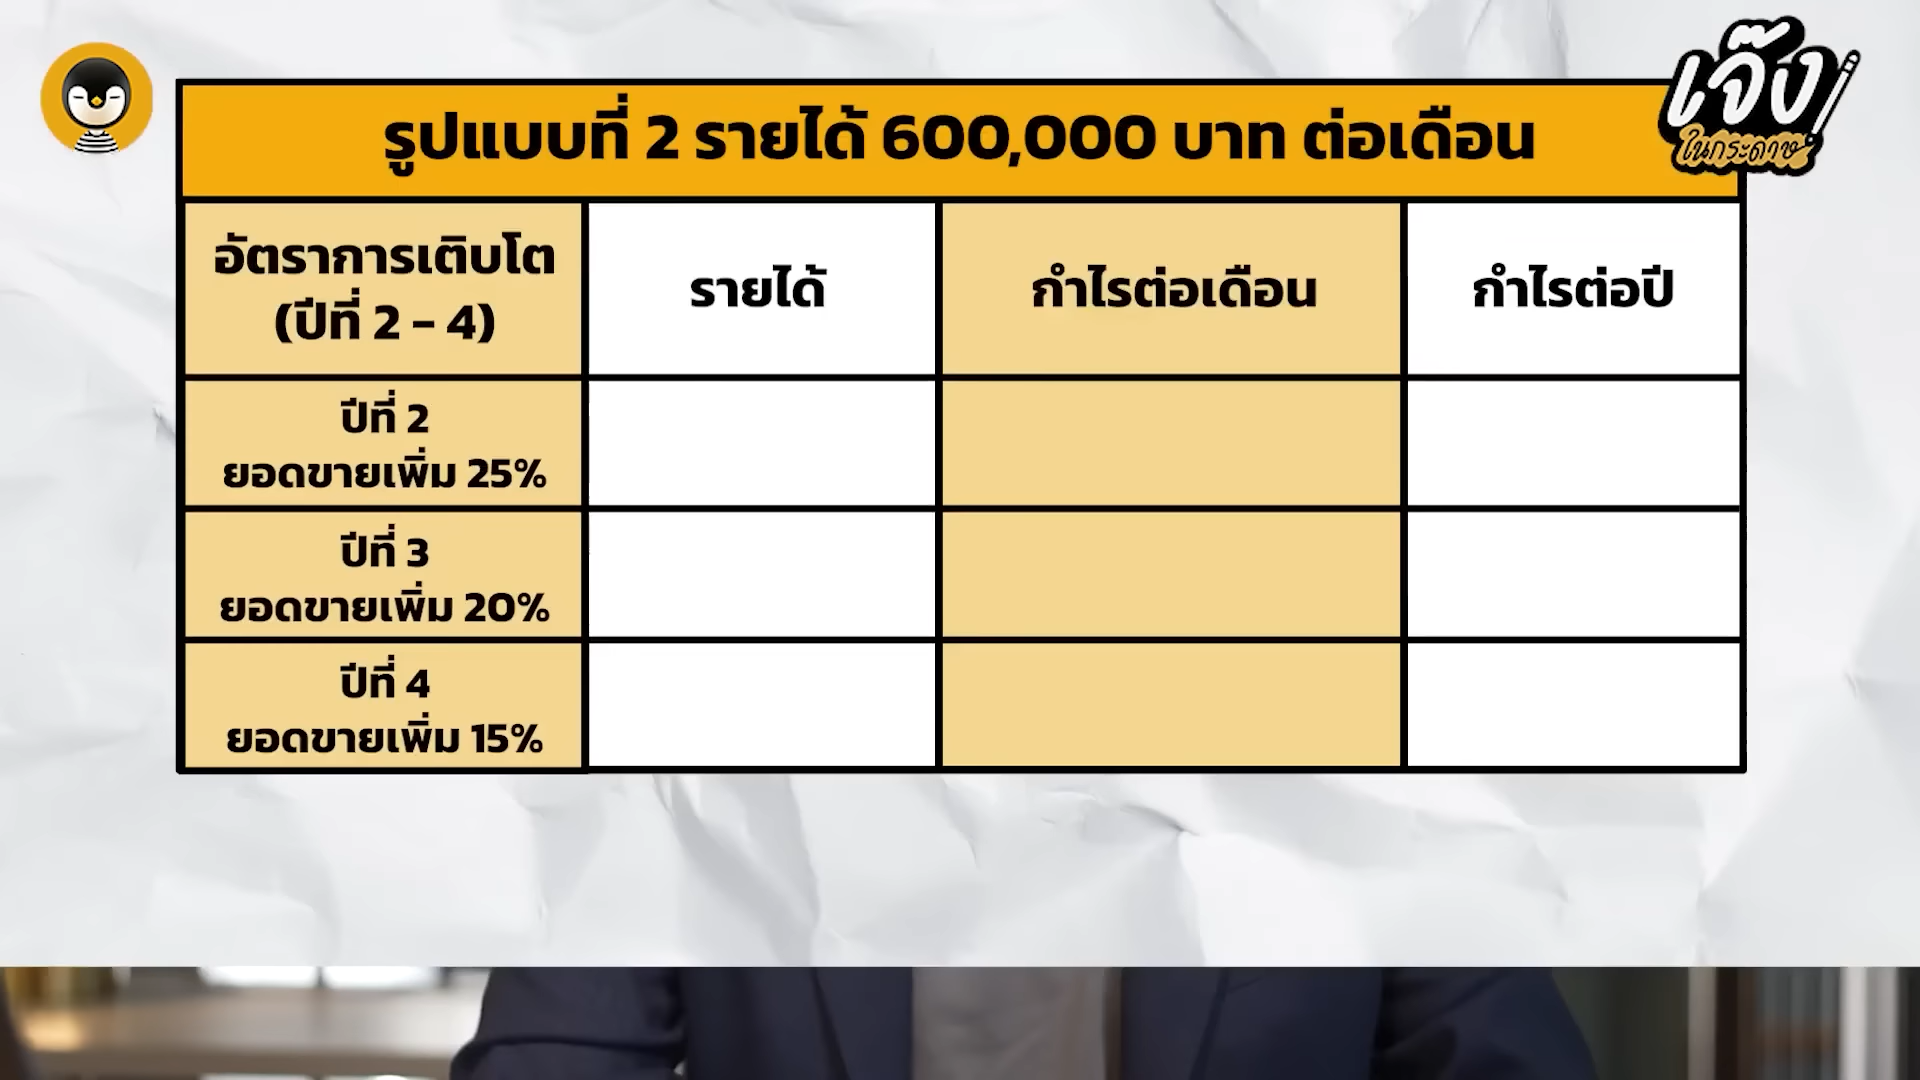 เจ๊ง
ในกระดาษ
รูปแบบที่ 2 รายได้ 600,000 บาท ต่อเดือน
อัตราการเติบโต
(ปีที่ 2 - 4)
รายได้
กำไรต่อเดือน
กำไรต่อปี
ปีที่ 2
ยอดขายเพิ่ม 25%
ปีที่ 3
ยอดขายเพิ่ม 20%
ปีที่ 4
ยอดขายเพิ่ม 15%